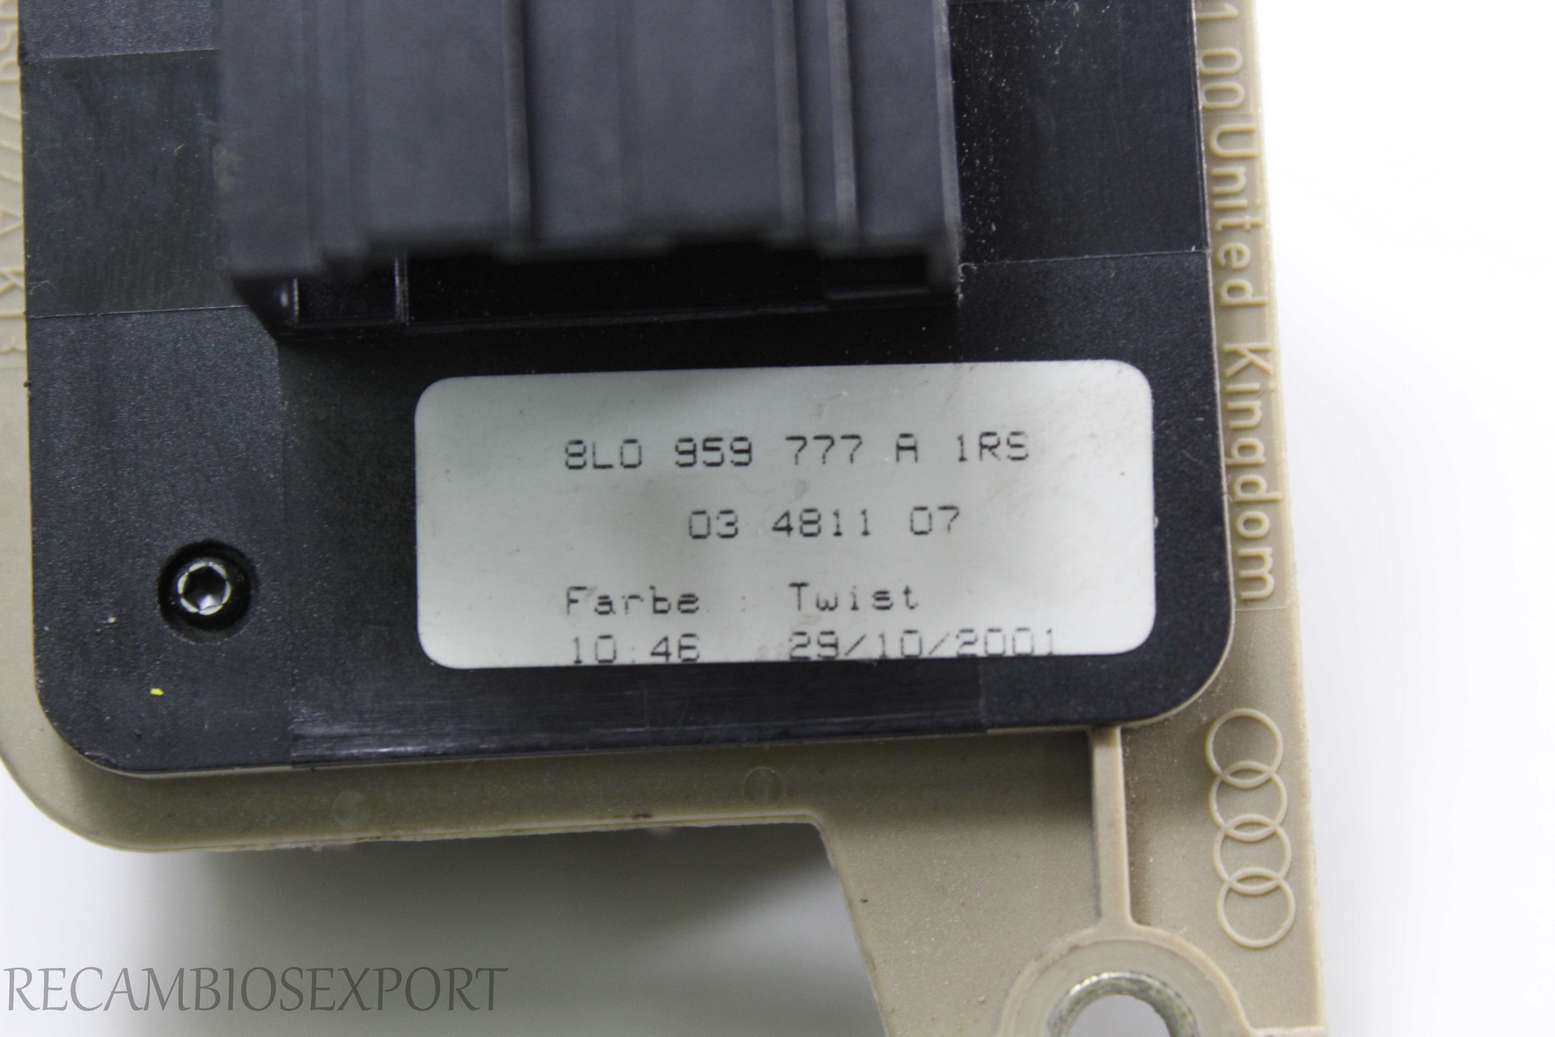 8L0 959 777 A 1RS
03 4811 07
Farbe : Twist
10:46 29/10/2001
United Kingdom
RECAMBIOSEXPORT